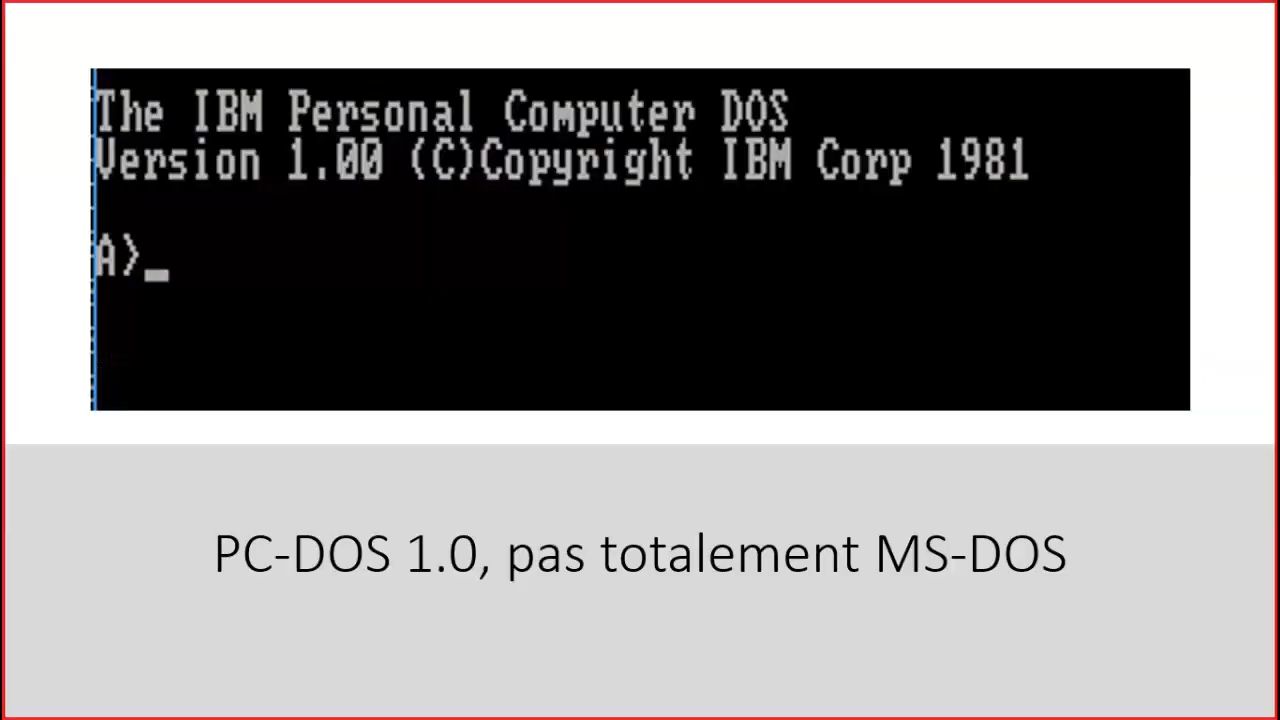 The IBM Personal Computer DOS
Version 1.00 (C)Copyright IBM Corp 1981
A>_
PC-DOS 1.0, pas totalement MS-DOS